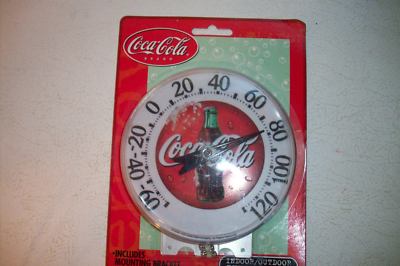 Coca-Cola
BRAND
-60 -40 -20 0 20 40 60 80 100 120
Coca-Cola
•INCLUDES
MOUNTING BRACKET
INDOOR/OUTDOOR